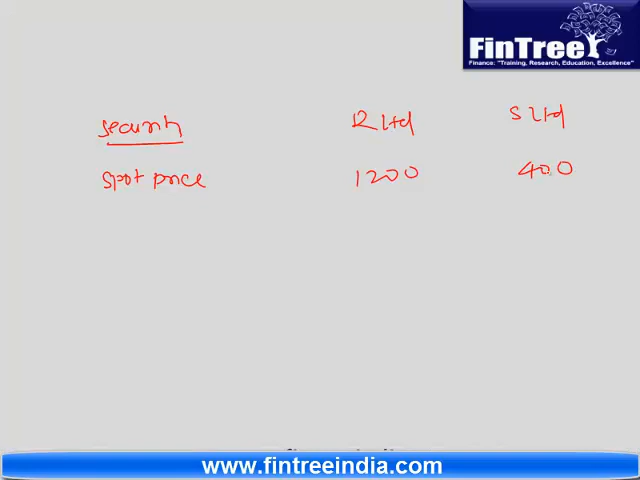 FinTree
Finance: "Training, Research, Education, Excellence"
Security R Ltd S Ltd
Spot price 1200 400
www.fintreeindia.com